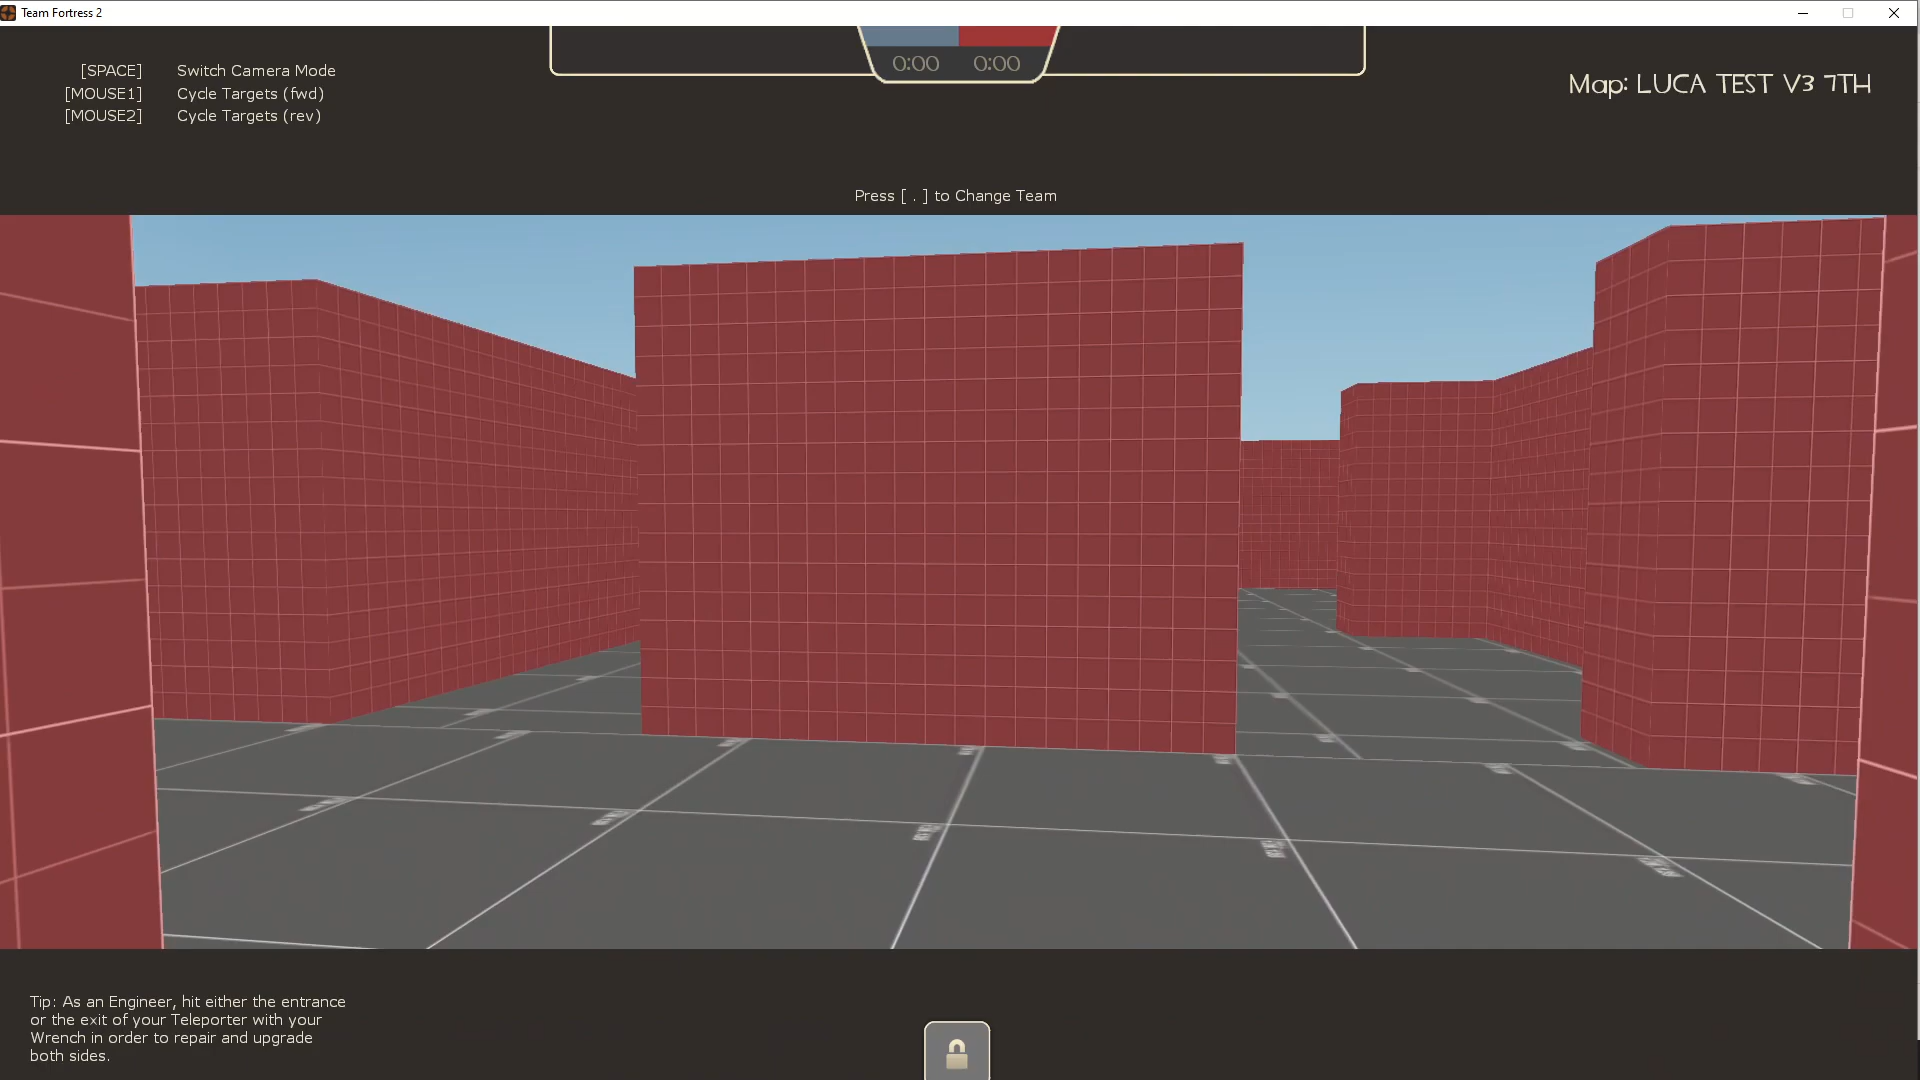 Team Fortress 2
[SPACE] Switch Camera Mode
[MOUSE1] Cycle Targets (fwd)
[MOUSE2] Cycle Targets (rev)
0:00 0:00
Map: LUCA TEST V3 7TH
Press [ . ] to Change Team
Tip: As an Engineer, hit either the entrance
or the exit of your Teleporter with your
Wrench in order to repair and upgrade
both sides.